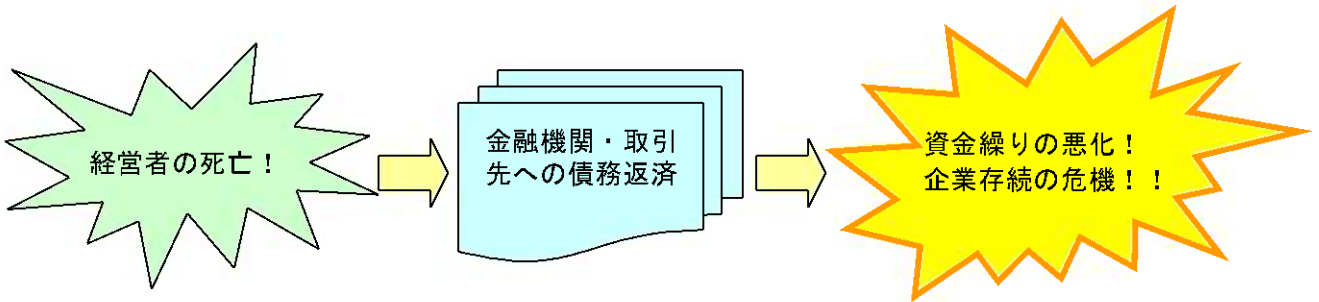 経営者の死亡！
金融機関・取引
先への債務返済
資金繰りの悪化！
企業存続の危機！！